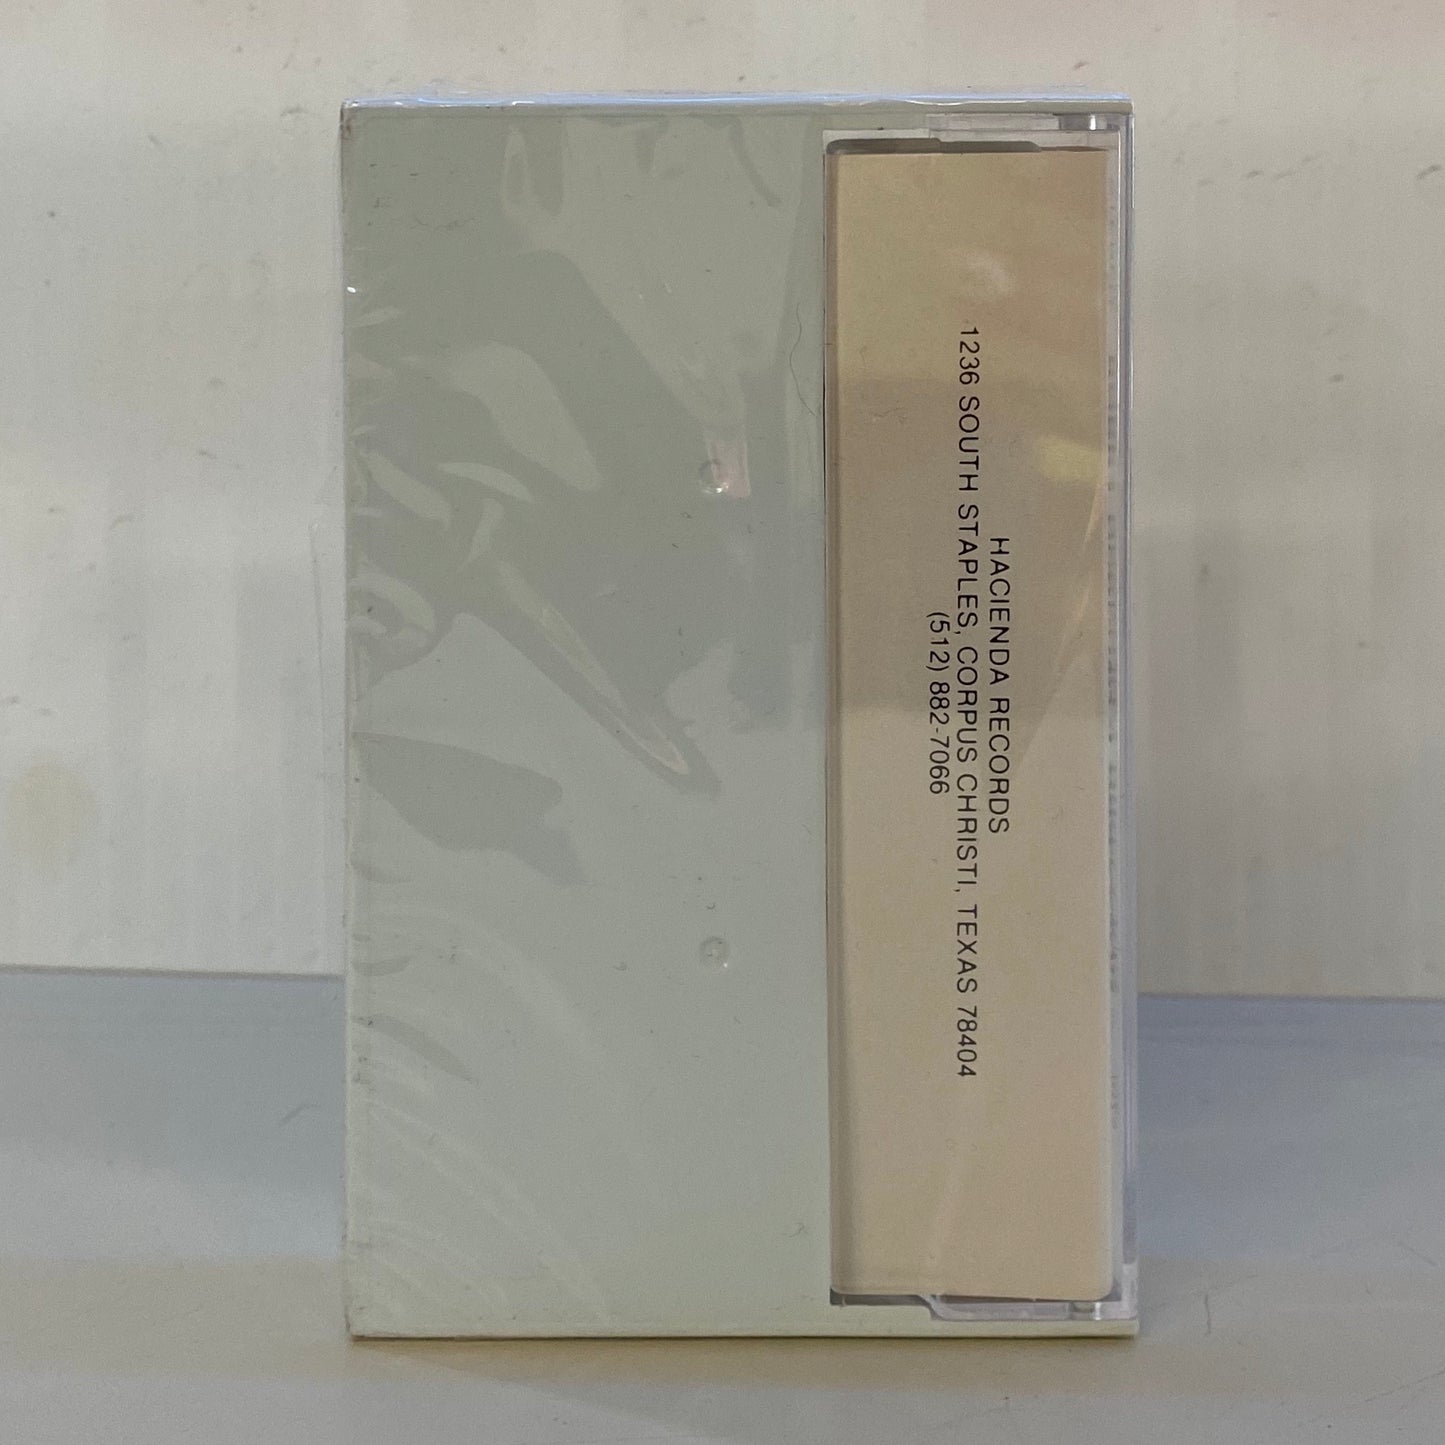 HACIENDA RECORDS
1236 SOUTH STAPLES, CORPUS CHRISTI, TEXAS 78404
(512) 882-7066